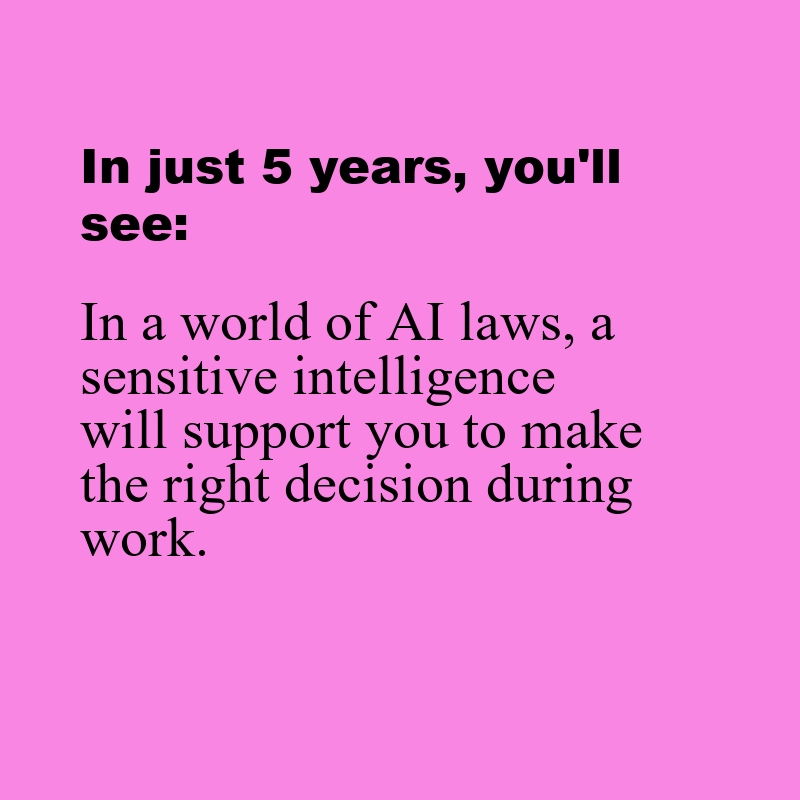 In just 5 years, you'll
see:
In a world of AI laws, a
sensitive intelligence
will support you to make
the right decision during
work.